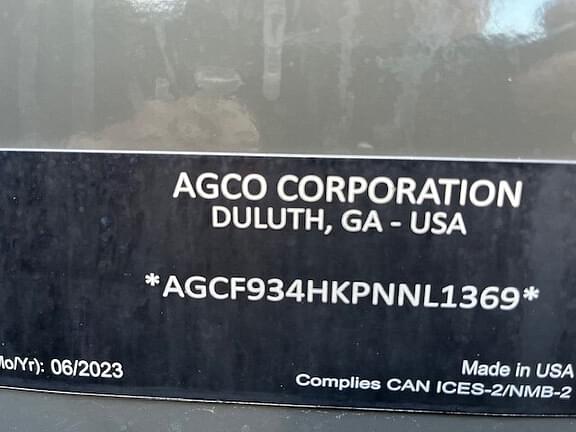 AGCO CORPORATION
DULUTH, GA - USA
*AGCF934HKPNNL1369*
Mo/Yr): 06/2023
Made in USA
Complies CAN ICES-2/NMB-2